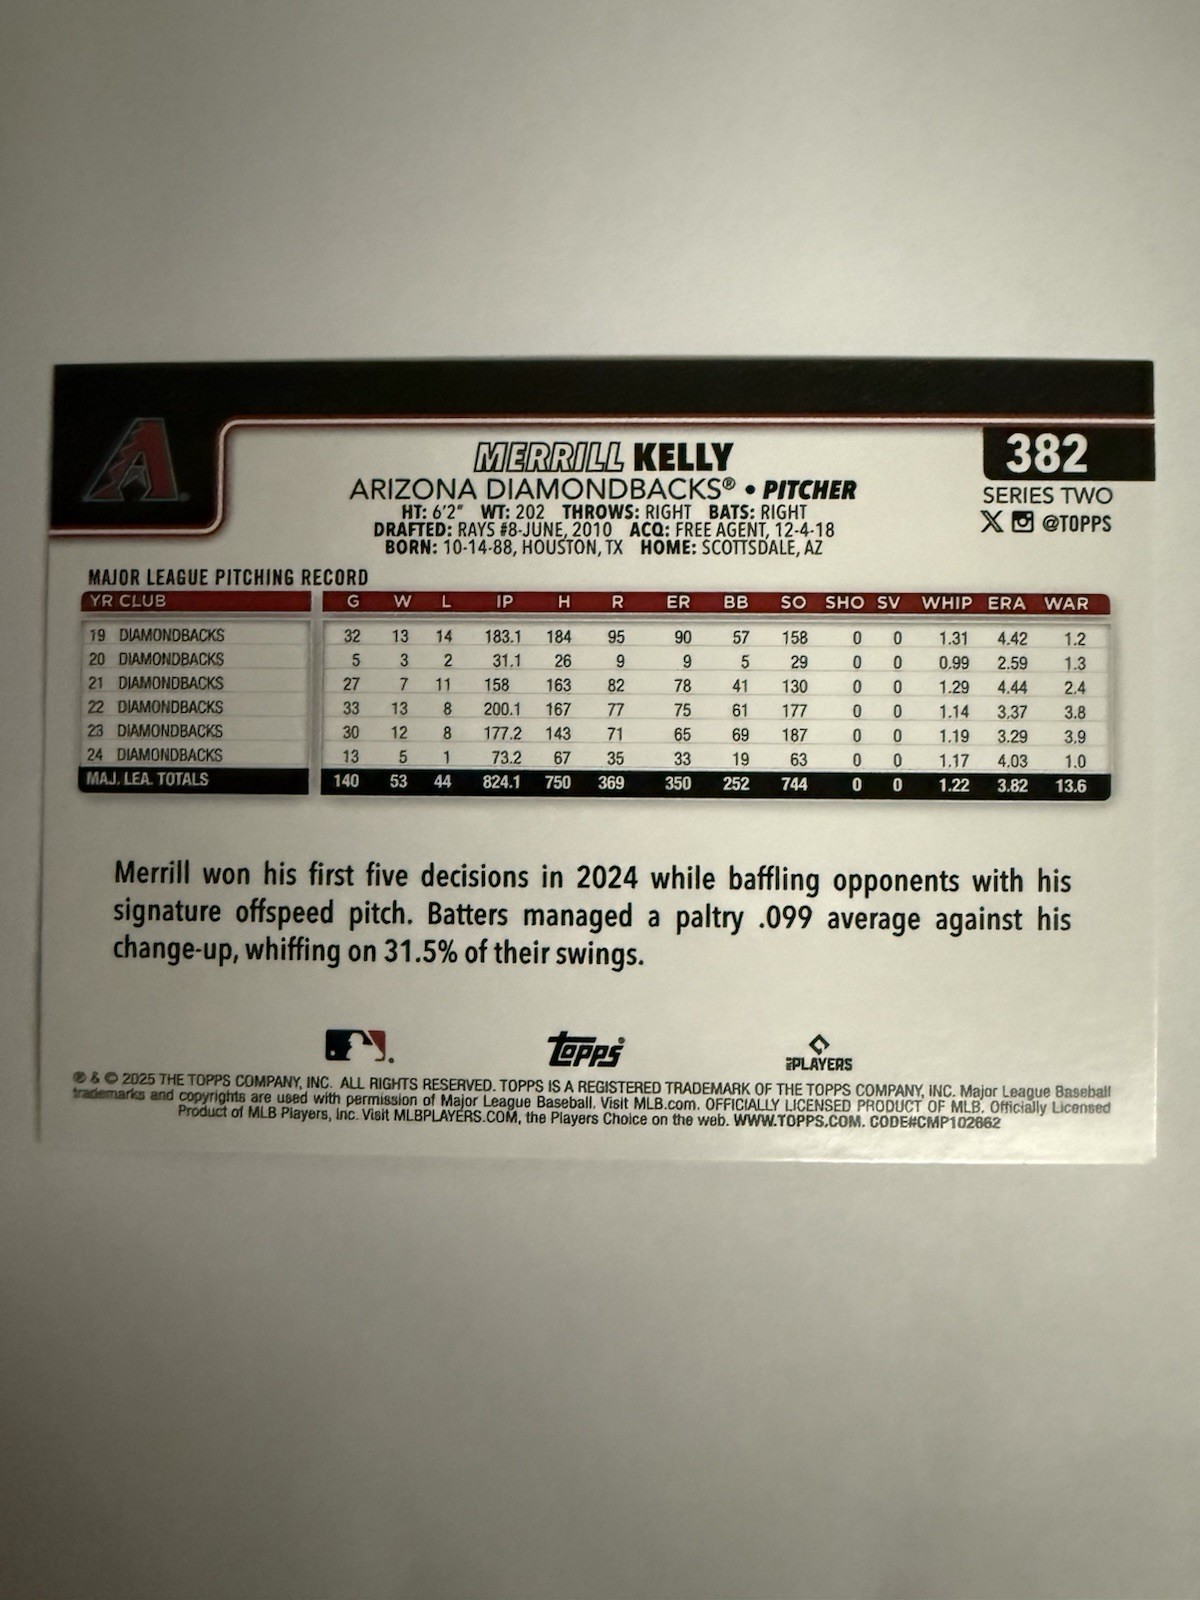 A
MERRILL KELLY
382
ARIZONA DIAMONDBACKS® • PITCHER
SERIES TWO
HT: 6'2" WT: 202 THROWS: RIGHT BATS: RIGHT
X @TOPPS
DRAFTED: RAYS #8-JUNE, 2010 ACQ: FREE AGENT, 12-4-18
BORN: 10-14-88, HOUSTON, TX HOME: SCOTTSDALE, AZ
MAJOR LEAGUE PITCHING RECORD
YR CLUB G W L IP H R ER BB SO SHO SV WHIP ERA WAR
19 DIAMONDBACKS 32 13 14 183.1 184 95 90 57 158 0 0 1.31 4.42 1.2
20 DIAMONDBACKS 5 3 2 31.1 26 9 9 5 29 0 0 0.99 2.59 1.3
21 DIAMONDBACKS 27 7 11 158 163 82 78 41 130 0 0 1.29 4.44 2.4
22 DIAMONDBACKS 33 13 8 200.1 167 77 75 61 177 0 0 1.14 3.37 3.8
23 DIAMONDBACKS 30 12 8 177.2 143 71 65 69 187 0 0 1.19 3.29 3.9
24 DIAMONDBACKS 13 5 1 73.2 67 35 33 19 63 0 0 1.17 4.03 1.0
MAJ. LEA. TOTALS 140 53 44 824.1 750 369 350 252 744 0 0 1.22 3.82 13.6
Merrill won his first five decisions in 2024 while baffling opponents with his
signature offspeed pitch. Batters managed a paltry .099 average against his
change-up, whiffing on 31.5% of their swings.
Topps
PLAYERS
® & © 2025 THE TOPPS COMPANY, INC. ALL RIGHTS RESERVED. TOPPS IS A REGISTERED TRADEMARK OF THE TOPPS COMPANY, INC. Major League Baseball
trademarks and copyrights are used with permission of Major League Baseball. Visit MLB.com. OFFICIALLY LICENSED PRODUCT OF MLB. Officially Licensed
Product of MLB Players, Inc. Visit MLBPLAYERS.COM, the Players Choice on the web. WWW.TOPPS.COM. CODE#CMP102662